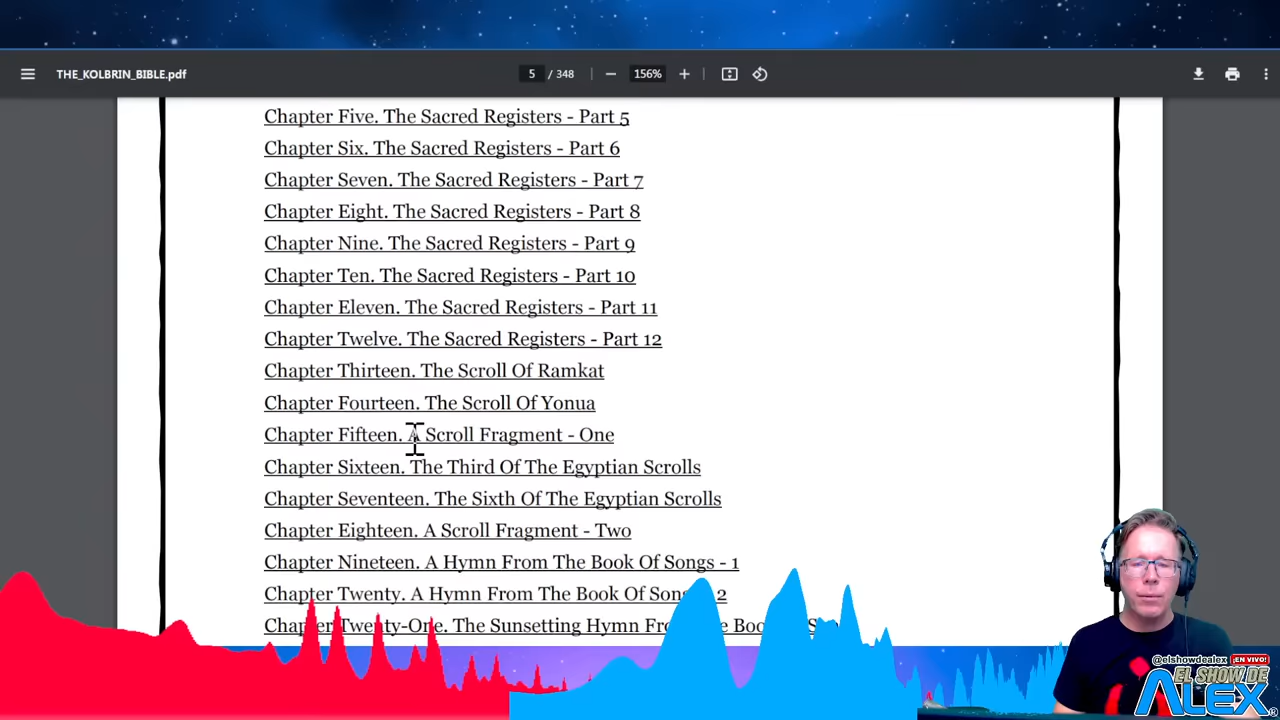 THE_KOLBRIN_BIBLE.pdf
5 / 348
156%
Chapter Five. The Sacred Registers - Part 5
Chapter Six. The Sacred Registers - Part 6
Chapter Seven. The Sacred Registers - Part 7
Chapter Eight. The Sacred Registers - Part 8
Chapter Nine. The Sacred Registers - Part 9
Chapter Ten. The Sacred Registers - Part 10
Chapter Eleven. The Sacred Registers - Part 11
Chapter Twelve. The Sacred Registers - Part 12
Chapter Thirteen. The Scroll Of Ramkat
Chapter Fourteen. The Scroll Of Yonua
Chapter Fifteen. A Scroll Fragment - One
Chapter Sixteen. The Third Of The Egyptian Scrolls
Chapter Seventeen. The Sixth Of The Egyptian Scrolls
Chapter Eighteen. A Scroll Fragment - Two
Chapter Nineteen. A Hymn From The Book Of Songs - 1
Chapter Twenty. A Hymn From The Book Of 2
Twenty-One. The Sunsetting Hymn
@elshowdealex ¡EN VIVO!
EL SHOW DE
ALEX